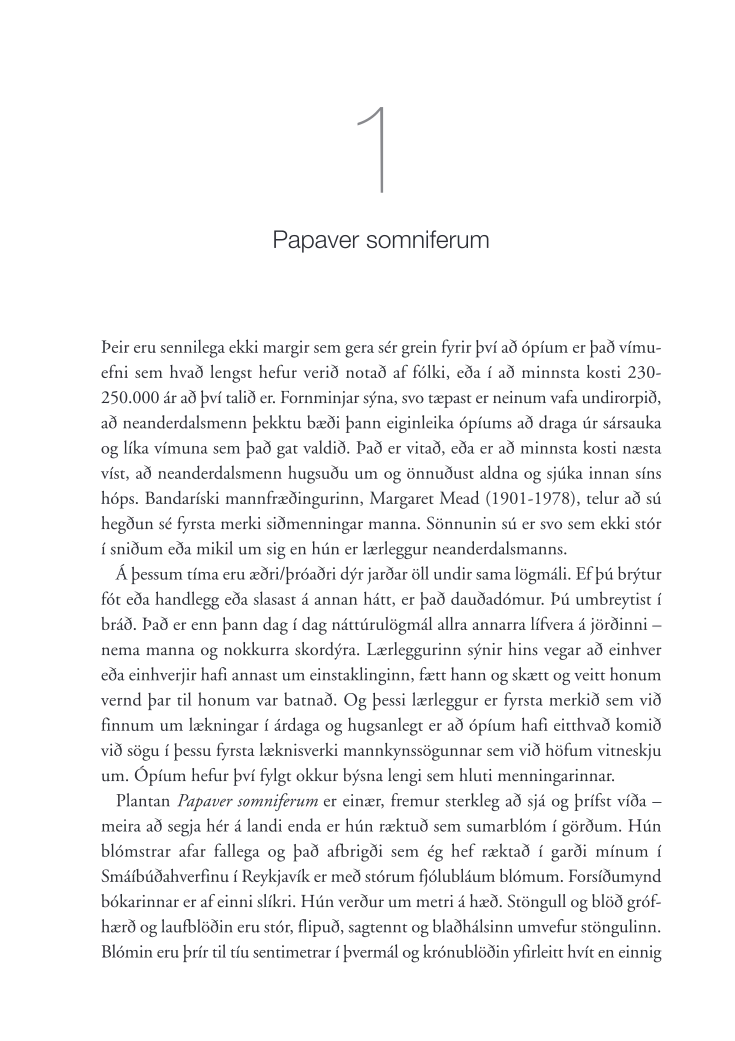 1
Papaver somniferum
Þeir eru sennilega ekki margir sem gera sér grein fyrir því að ópíum er það vímu-
efni sem hvað lengst hefur verið notað af fólki, eða í að minnsta kosti 230-
250.000 ár að því talið er. Fornminjar sýna, svo tæpast er neinum vafa undirorpið,
að neanderdalsmenn þekktu bæði þann eiginleika ópíums að draga úr sársauka
og líka vímuna sem það gat valdið. Það er vitað, eða er að minnsta kosti næsta
víst, að neanderdalsmenn hugsuðu um og önnuðust aldna og sjúka innan síns
hóps. Bandaríski mannfræðingurinn, Margaret Mead (1901-1978), telur að sú
hegðun sé fyrsta merki siðmenningar manna. Sönnunin sú er svo sem ekki stór
í sniðum eða mikil um sig en hún er lærleggur neanderdalsmanns.
Á þessum tíma eru æðri/þróaðri dýr jarðar öll undir sama lögmáli. Ef þú brýtur
fót eða handlegg eða slasast á annan hátt, er það dauðadómur. Þú umbreytist í
bráð. Það er enn þann dag í dag náttúrulögmál allra annarra lífvera á jörðinni –
nema manna og nokkurra skordýra. Lærleggurinn sýnir hins vegar að einhver
eða einhverjir hafi annast um einstaklinginn, fætt hann og skætt og veitt honum
vernd þar til honum var batnað. Og þessi lærleggur er fyrsta merkið sem við
finnum um lækningar í árdaga og hugsanlegt er að ópíum hafi eitthvað komið
við sögu í þessu fyrsta læknisverki mannkynssögunnar sem við höfum vitneskju
um. Ópíum hefur því fylgt okkur býsna lengi sem hluti menningarinnar.
Plantan Papaver somniferum er einær, fremur sterkleg að sjá og þrífst víða –
meira að segja hér á landi enda er hún ræktuð sem sumarblóm í görðum. Hún
blómstrar afar fallega og það afbrigði sem ég hef ræktað í garði mínum í
Smáíbúðahverfinu í Reykjavík er með stórum fjólubláum blómum. Forsíðumynd
bókarinnar er af einni slíkri. Hún verður um metri á hæð. Stöngull og blöð gróf-
hærð og laufblöðin eru stór, flipuð, sagtennt og blaðhálsinn umvefur stöngulinn.
Blómin eru þrír til tíu sentimetrar í þvermál og krónublöðin yfirleitt hvít en einnig